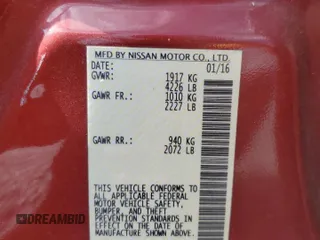 MFD BY NISSAN MOTOR CO., LTD.
DATE: 01/16
GVWR: 1917 KG
4226 LB
GAWR FR.: 1010 KG
2227 LB
GAWR RR.: 940 KG
2072 LB
THIS VEHICLE CONFORMS TO
ALL APPLICABLE FEDERAL
MOTOR VEHICLE SAFETY,
BUMPER, AND THEFT
PREVENTION STANDARDS IN
EFFECT ON THE DATE OF
MANUFACTURE SHOWN ABOVE.
DREAMBID